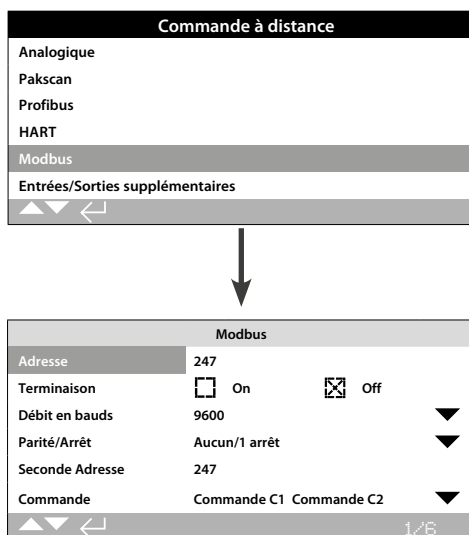 Commande à distance
Analogique
Pakscan
Profibus
HART
Modbus
Entrées/Sorties supplémentaires
Modbus
Adresse 247
Terminaison On Off
Débit en bauds 9600
Parité/Arrêt Aucun/1 arrêt
Seconde Adresse 247
Commande Commande C1 Commande C2
1/6